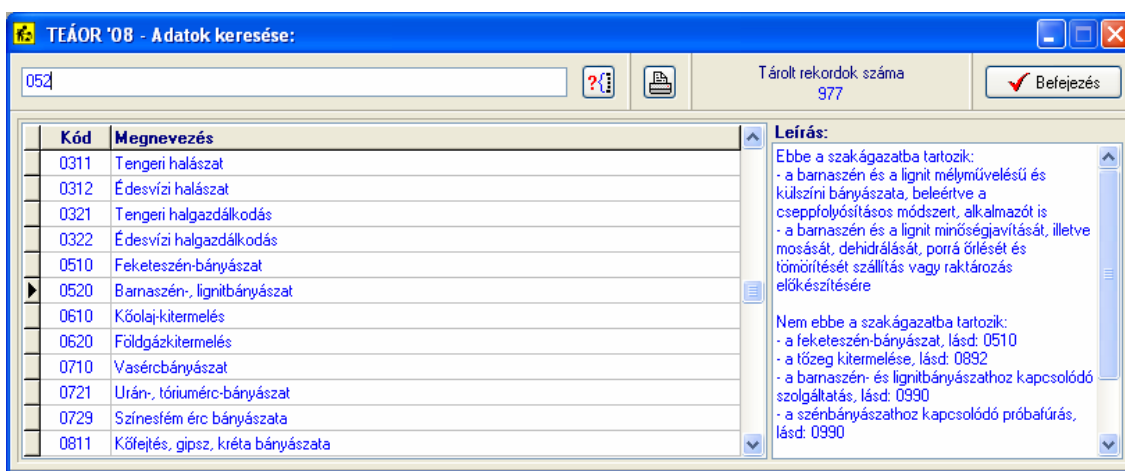 TEÁOR '08 - Adatok keresése:
052
Tárolt rekordok száma
977
Befejezés
Kód Megnevezés
0311 Tengeri halászat
0312 Édesvízi halászat
0321 Tengeri halgazdálkodás
0322 Édesvízi halgazdálkodás
0510 Feketeszén-bányászat
0520 Barnaszén-, lignitbányászat
0610 Kőolaj-kitermelés
0620 Földgázkitermelés
0710 Vasércbányászat
0721 Urán-, tóriumérc-bányászat
0729 Színesfém érc bányászata
0811 Kőfejtés, gipsz, kréta bányászata
Leírás:
Ebbe a szakágazatba tartozik:
- a barnaszén és a lignit mélyművelésű és
külszíni bányászata, beleértve a
cseppfolyósításos módszert, alkalmazót is
- a barnaszén és a lignit minőségjavítását, illetve
mosását, dehidrálását, porrá őrlését és
tömörítését szállítás vagy raktározás
előkészítésére
Nem ebbe a szakágazatba tartozik:
- a feketeszén-bányászat, lásd: 0510
- a tőzeg kitermelése, lásd: 0892
- a barnaszén- és lignitbányászathoz kapcsolódó
szolgáltatás, lásd: 0990
- a szénbányászathoz kapcsolódó próbafúrás,
lásd: 0990